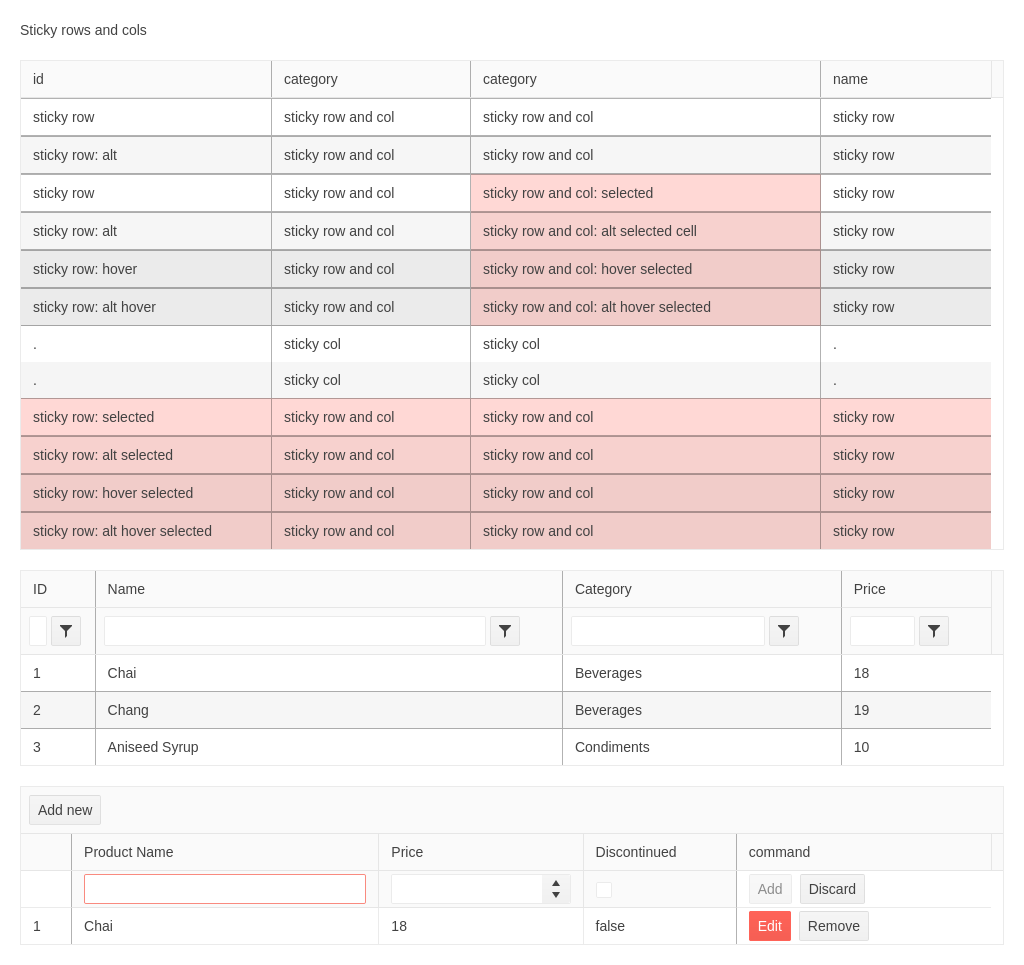 Sticky rows and cols
id category category name
sticky row sticky row and col sticky row and col sticky row
sticky row: alt sticky row and col sticky row and col sticky row
sticky row sticky row and col sticky row and col: selected sticky row
sticky row: alt sticky row and col sticky row and col: alt selected cell sticky row
sticky row: hover sticky row and col sticky row and col: hover selected sticky row
sticky row: alt hover sticky row and col sticky row and col: alt hover selected sticky row
. sticky col sticky col .
. sticky col sticky col .
sticky row: selected sticky row and col sticky row and col sticky row
sticky row: alt selected sticky row and col sticky row and col sticky row
sticky row: hover selected sticky row and col sticky row and col sticky row
sticky row: alt hover selected sticky row and col sticky row and col sticky row
ID Name Category Price
1 Chai Beverages 18
2 Chang Beverages 19
3 Aniseed Syrup Condiments 10
Add new
Product Name Price Discontinued command
Add Discard
1 Chai 18 false Edit Remove